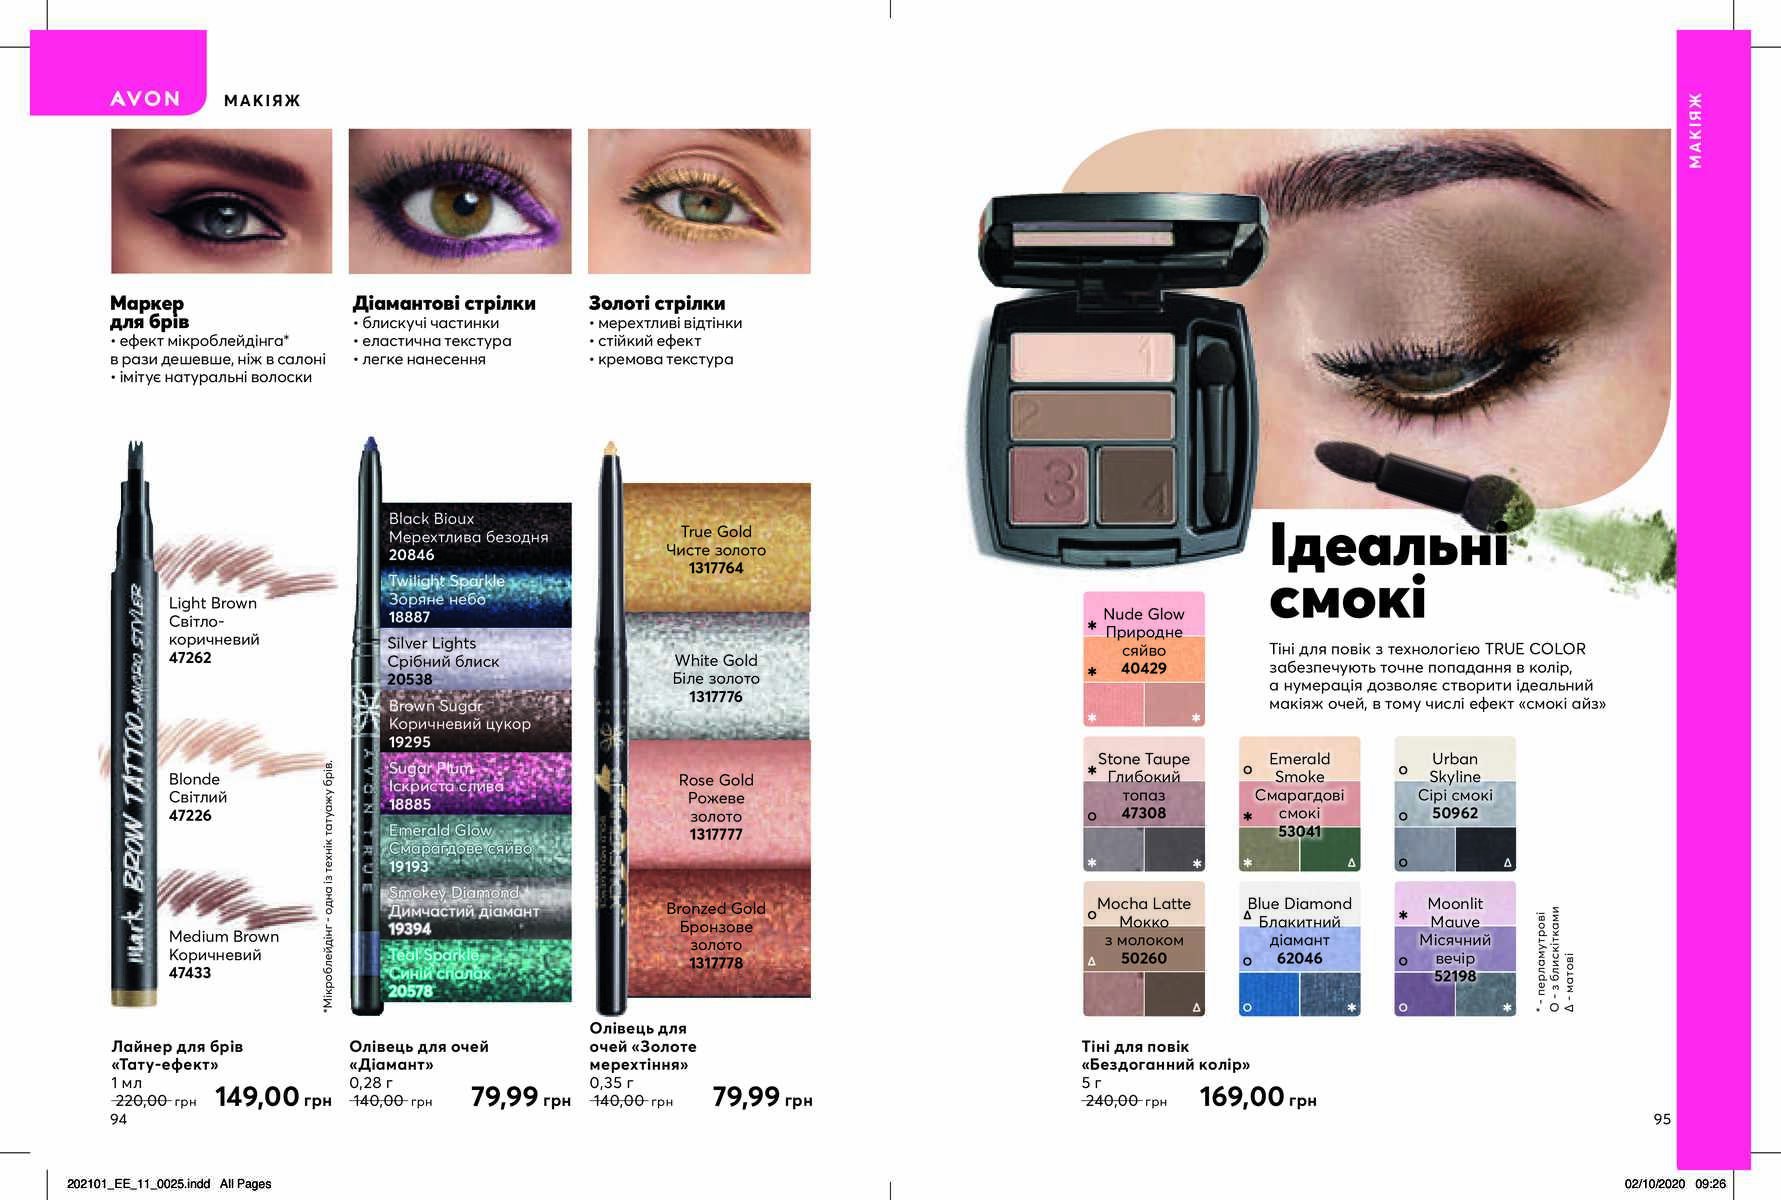 AVON
МАКІЯЖ
Маркер
для брів
• ефект мікроблейдінга*
в рази дешевше, ніж в салоні
• імітує натуральні волоски
Діамантові стрілки
• блискучі частинки
• еластична текстура
• легке нанесення
Золоті стрілки
• мерехтливі відтінки
• стійкий ефект
• кремова текстура
mark. BROW TATTOO MICRO STYLER
Light Brown
Світло-
коричневий
47262
Blonde
Світлий
47226
Medium Brown
Коричневий
47433
*Мікроблейдінг - одна із технік татуажу брів.
Black Bioux
Мерехтлива безодня
20846
Twilight Sparkle
Зоряне небо
18887
Silver Lights
Срібний блиск
20538
Brown Sugar
Коричневий цукор
19295
Sugar Plum
Іскриста слива
18885
Emerald Glow
Смарагдове сяйво
19193
Smokey Diamond
Димчастий діамант
19394
Teal Sparkle
Синій спалах
20578
TRUE
True Gold
Чисте золото
1317764
White Gold
Біле золото
1317776
Rose Gold
Рожеве
золото
1317777
Bronzed Gold
Бронзове
золото
1317778
Лайнер для брів
«Тату-ефект»
1 мл
220,00 грн 149,00 грн
Олівець для очей
«Діамант»
0,28 г
140,00 грн 79,99 грн
Олівець для
очей «Золоте
мерехтіння»
0,35 г
140,00 грн 79,99 грн
94
МАКІЯЖ
1
2
3
4
Ідеальні
смокі
Тіні для повік з технологією TRUE COLOR
забезпечують точне попадання в колір,
а нумерація дозволяє створити ідеальний
макіяж очей, в тому числі ефект «смокі айз»
Nude Glow
* Природне
сяйво
* 40429
* *
Stone Taupe
* Глибокий
топаз
О 47308
* *
Emerald
О Smoke
Смарагдові
* смокі
53041
* Δ
Urban
О Skyline
Сірі смокі
О 50962
О Δ
Mocha Latte
О Мокко
з молоком
Δ 50260
Δ
Blue Diamond
Δ Блакитний
діамант
О 62046
О *
Moonlit
* Mauve
Місячний
О вечір
52198
О *
* - перламутрові
О - з блискітками
Δ - матові
Тіні для повік
«Бездоганний колір»
5 г
240,00 грн 169,00 грн
95
202101_EE_11_0025.indd All Pages
02/10/2020 09:26